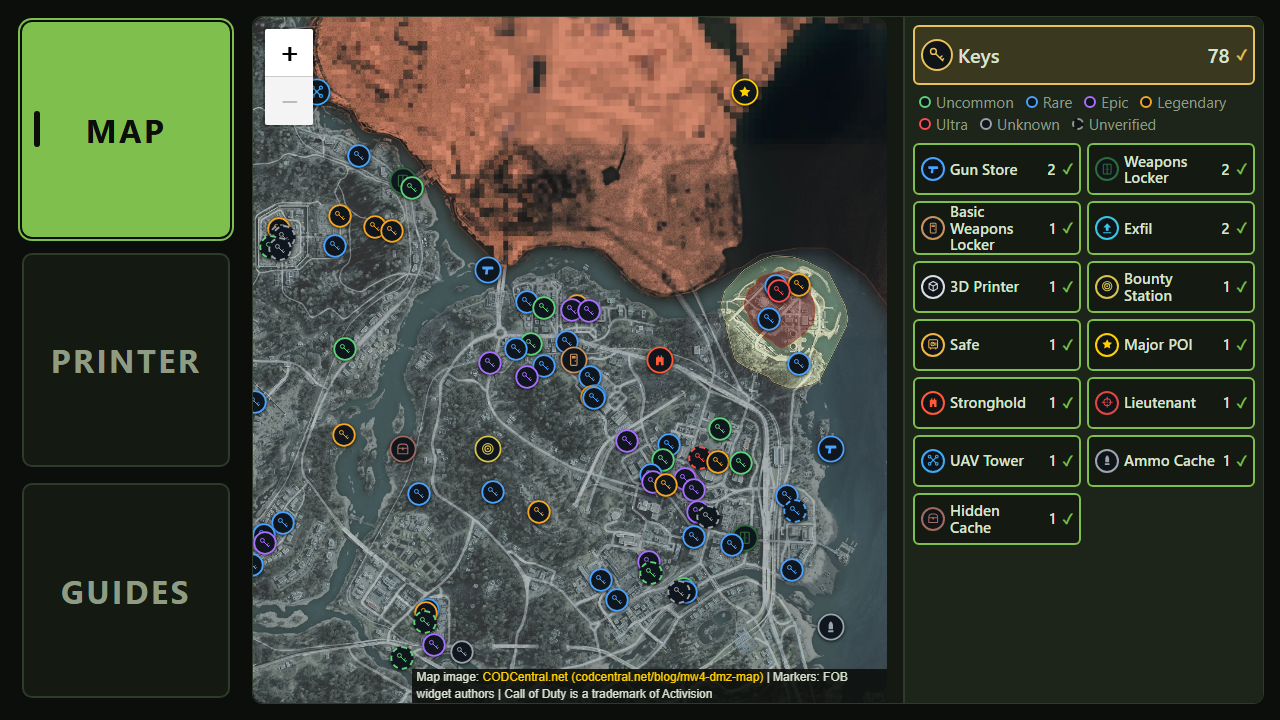 MAP
PRINTER
GUIDES
+
−
Map image: CODCentral.net (codcentral.net/blog/mw4-dmz-map) | Markers: FOB
widget authors | Call of Duty is a trademark of Activision
Keys 78 ✓
Uncommon Rare Epic Legendary
Ultra Unknown Unverified
Gun Store 2 ✓
Weapons
Locker 2 ✓
Basic
Weapons
Locker 1 ✓
Exfil 2 ✓
3D Printer 1 ✓
Bounty
Station 1 ✓
Safe 1 ✓
Major POI 1 ✓
Stronghold 1 ✓
Lieutenant 1 ✓
UAV Tower 1 ✓
Ammo Cache 1 ✓
Hidden
Cache 1 ✓